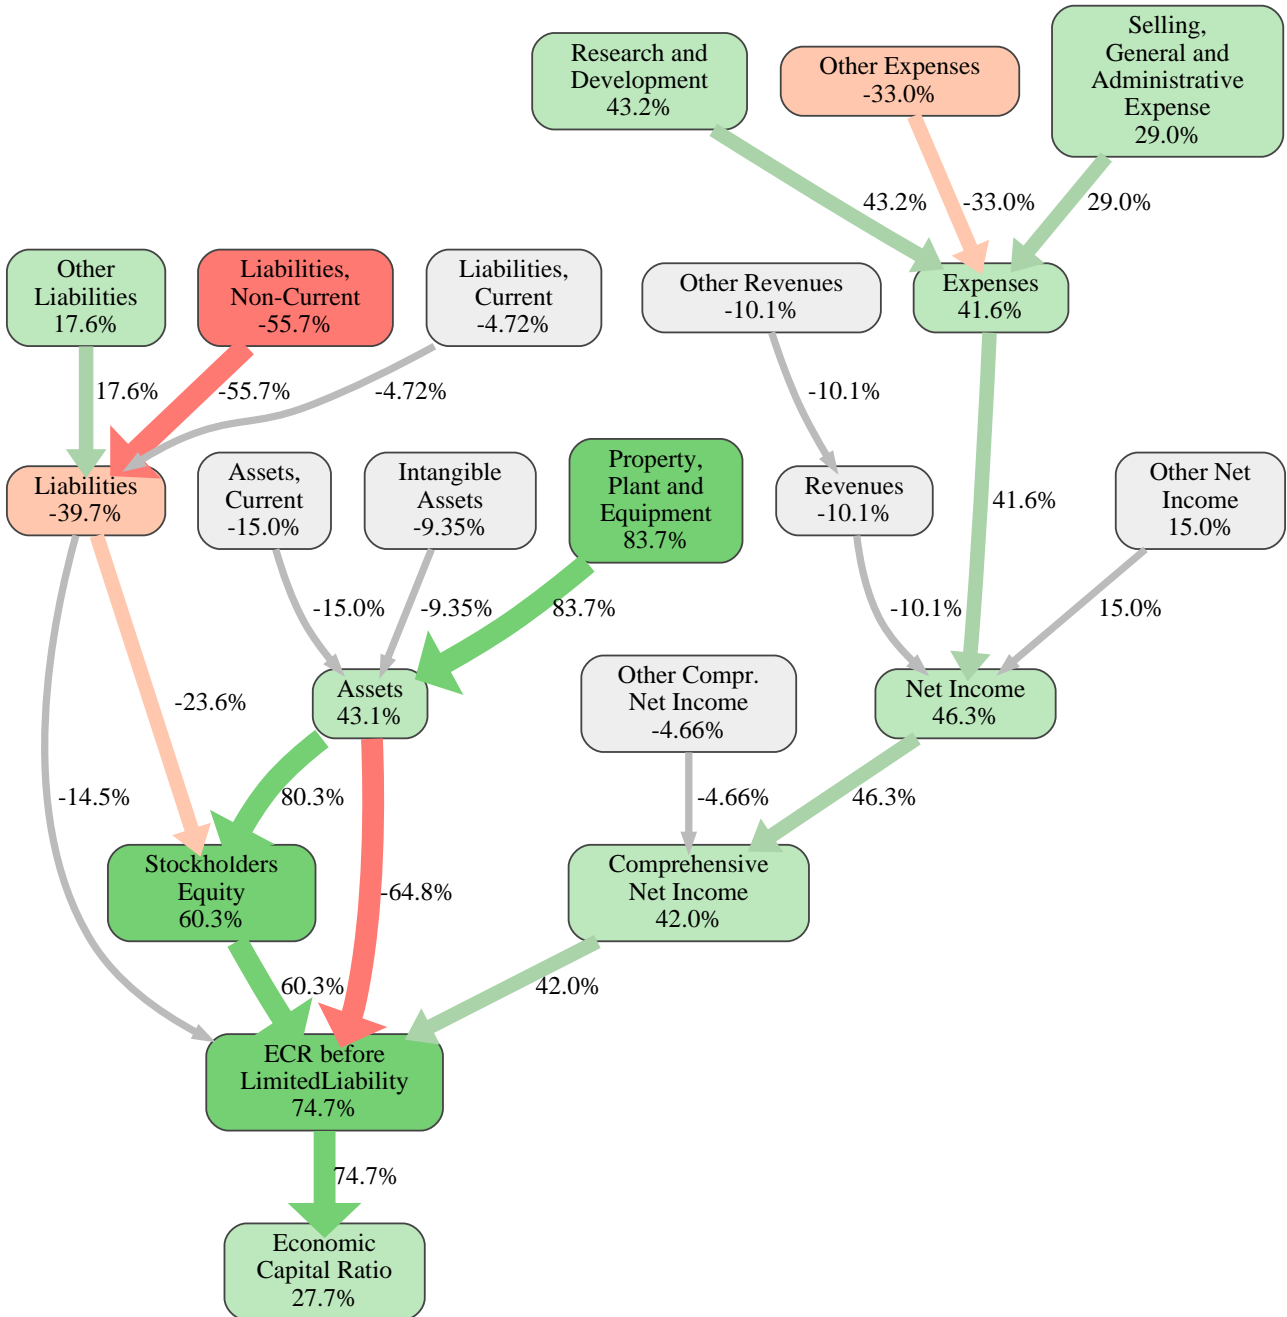 Research and
Development
43.2%
Other Expenses
-33.0%
Selling,
General and
Administrative
Expense
29.0%
43.2%
-33.0%
29.0%
Other
Liabilities
17.6%
Liabilities,
Non-Current
-55.7%
Liabilities,
Current
-4.72%
Other Revenues
-10.1%
Expenses
41.6%
17.6%
-55.7%
-4.72%
-10.1%
41.6%
Liabilities
-39.7%
Assets,
Current
-15.0%
Intangible
Assets
-9.35%
Property,
Plant and
Equipment
83.7%
Revenues
-10.1%
Other Net
Income
15.0%
-15.0%
-9.35%
83.7%
-10.1%
15.0%
-23.6%
Assets
43.1%
Other Compr.
Net Income
-4.66%
Net Income
46.3%
-14.5%
80.3%
-4.66%
46.3%
Stockholders
Equity
60.3%
-64.8%
Comprehensive
Net Income
42.0%
60.3%
42.0%
ECR before
LimitedLiability
74.7%
74.7%
Economic
Capital Ratio
27.7%